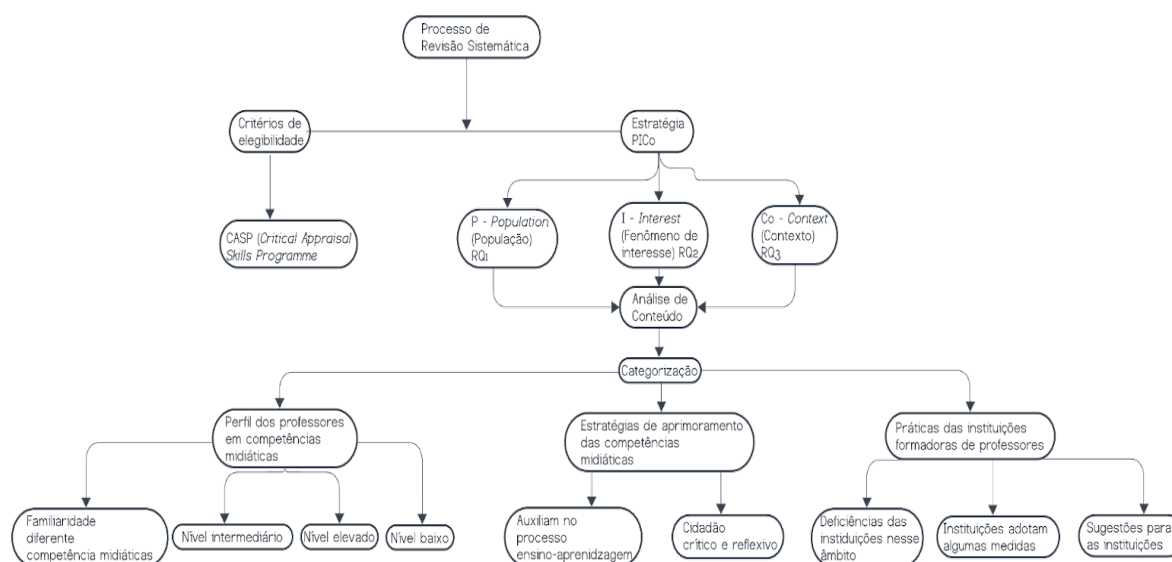 Processo de
Revisão Sistemática
Critérios de
elegibilidade
Estratégia
PICo
CASP (Critical Appraisal
Skills Programme
P - Population
(População)
RQ1
I - Interest
(Fenômeno de
interesse) RQ2
Co - Context
(Contexto)
RQ3
Análise de
Conteúdo
Categorização
Perfil dos professores
em competências
midiáticas
Estratégias de aprimoramento
das competências
midiáticas
Práticas das instituições
formadoras de professores
Familiaridade
diferente
competência midiáticas
Nível intermediário
Nível elevado
Nível baixo
Auxiliam no
processo
ensino-aprenidzagem
Cidadão
crítico e reflexivo
Deficiências das
instiduições nesse
âmbito
Instituições adotam
algumas medidas
Sugestões para
as instituições